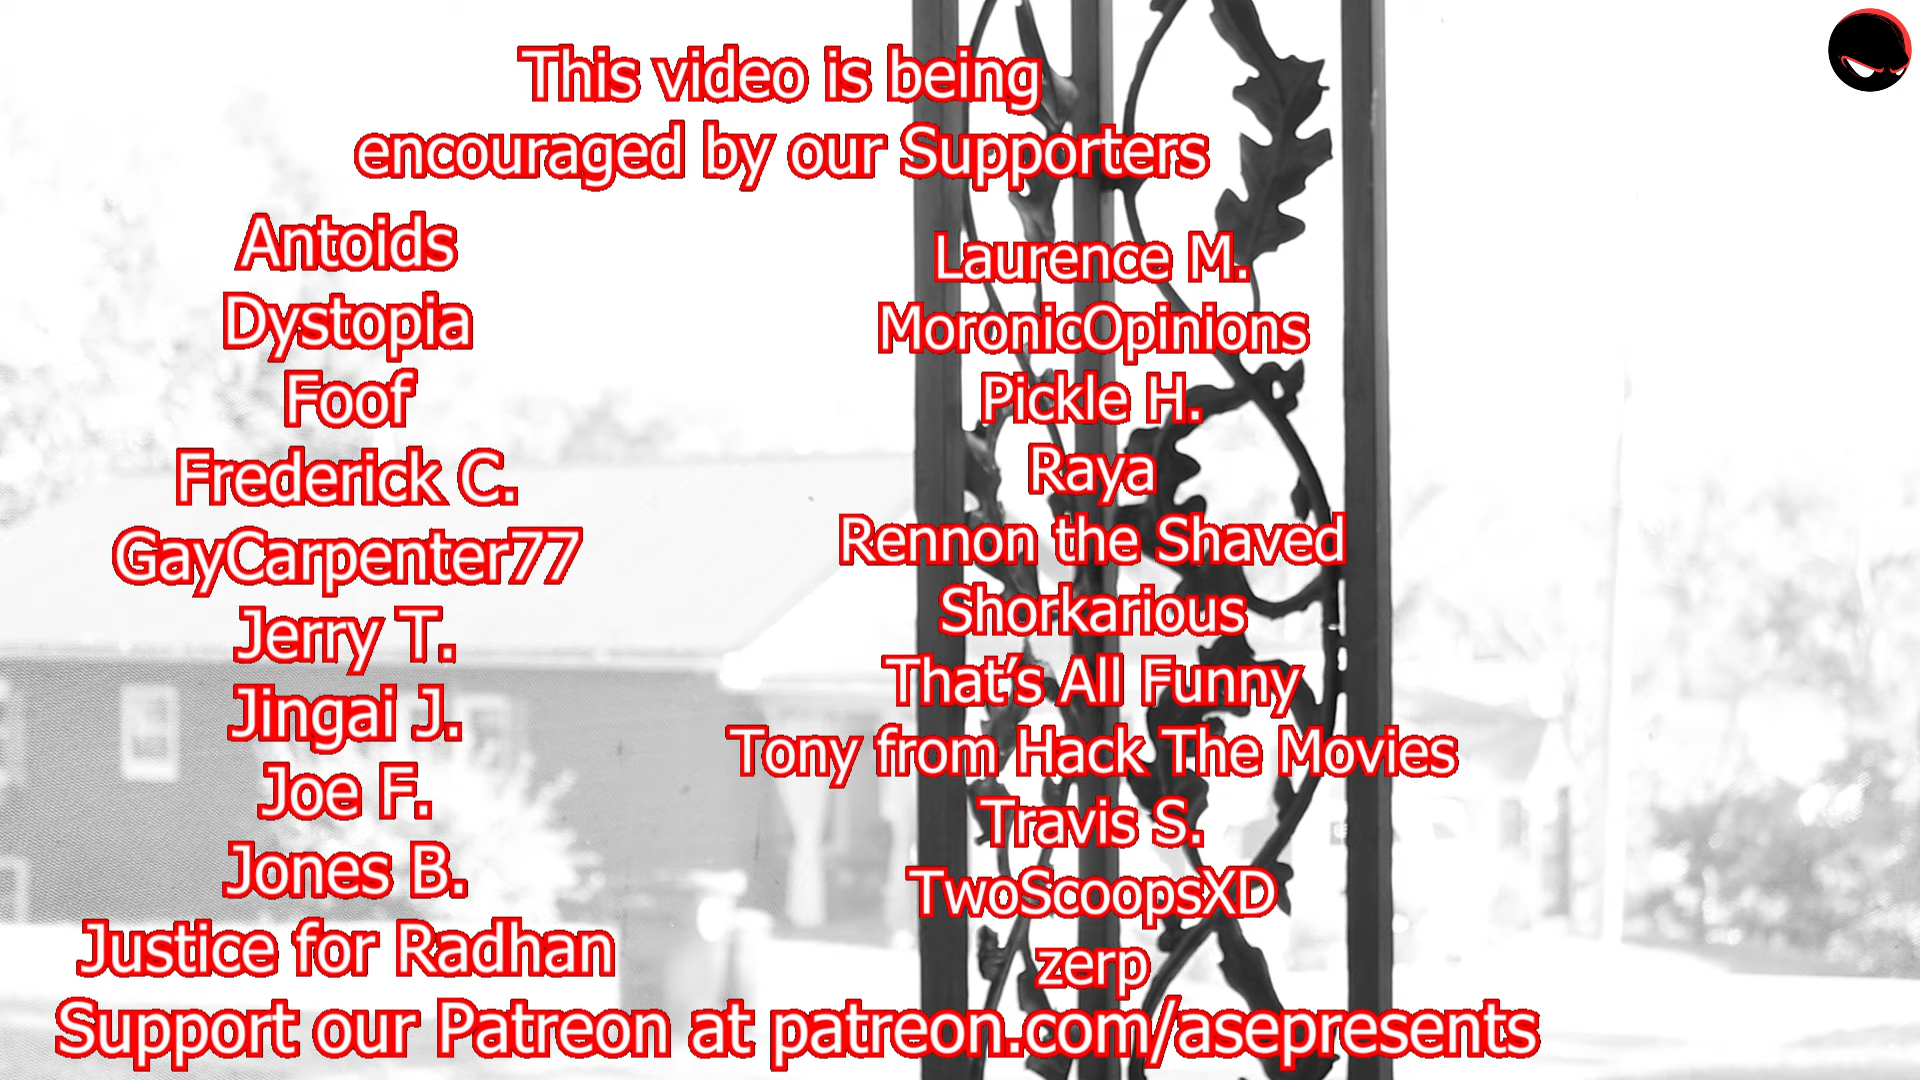 This video is being
encouraged by our Supporters
Antoids
Dystopia
Foof
Frederick C.
GayCarpenter77
Jerry T.
Jingai J.
Joe F.
Jones B.
Justice for Radhan
Laurence M.
MoronicOpinions
Pickle H.
Raya
Rennon the Shaved
Shorkarious
That's All Funny
Tony from Hack The Movies
Travis S.
TwoScoopsXD
zerp
Support our Patreon at patreon.com/asepresents